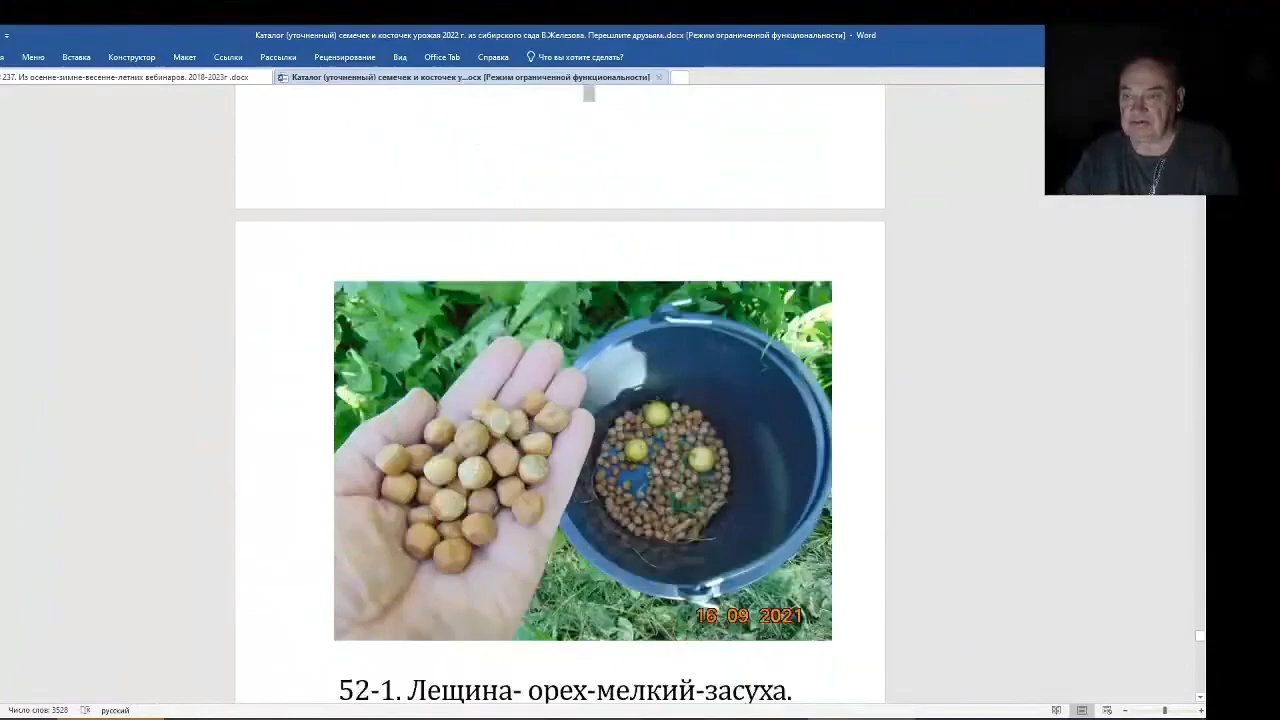 Каталог (уточненный) семечек и косточек урожая 2022 г. из сибирского сада В.Железова. Перешлите друзьям..docx [Режим ограниченной функциональности] - Word
Меню Вставка Конструктор Макет Ссылки Рассылки Рецензирование Вид Office Tab Что вы хотите сделать?
237. Из осенне-зимне-весенне-летних вебинаров. 2018-2023г .docx
Каталог (уточненный) семечек и косточек у...ocx [Режим ограниченной функциональности]
16 09 2021
52-1. Лещина- орех-мелкий-засуха.
Число слов: 3528 русский